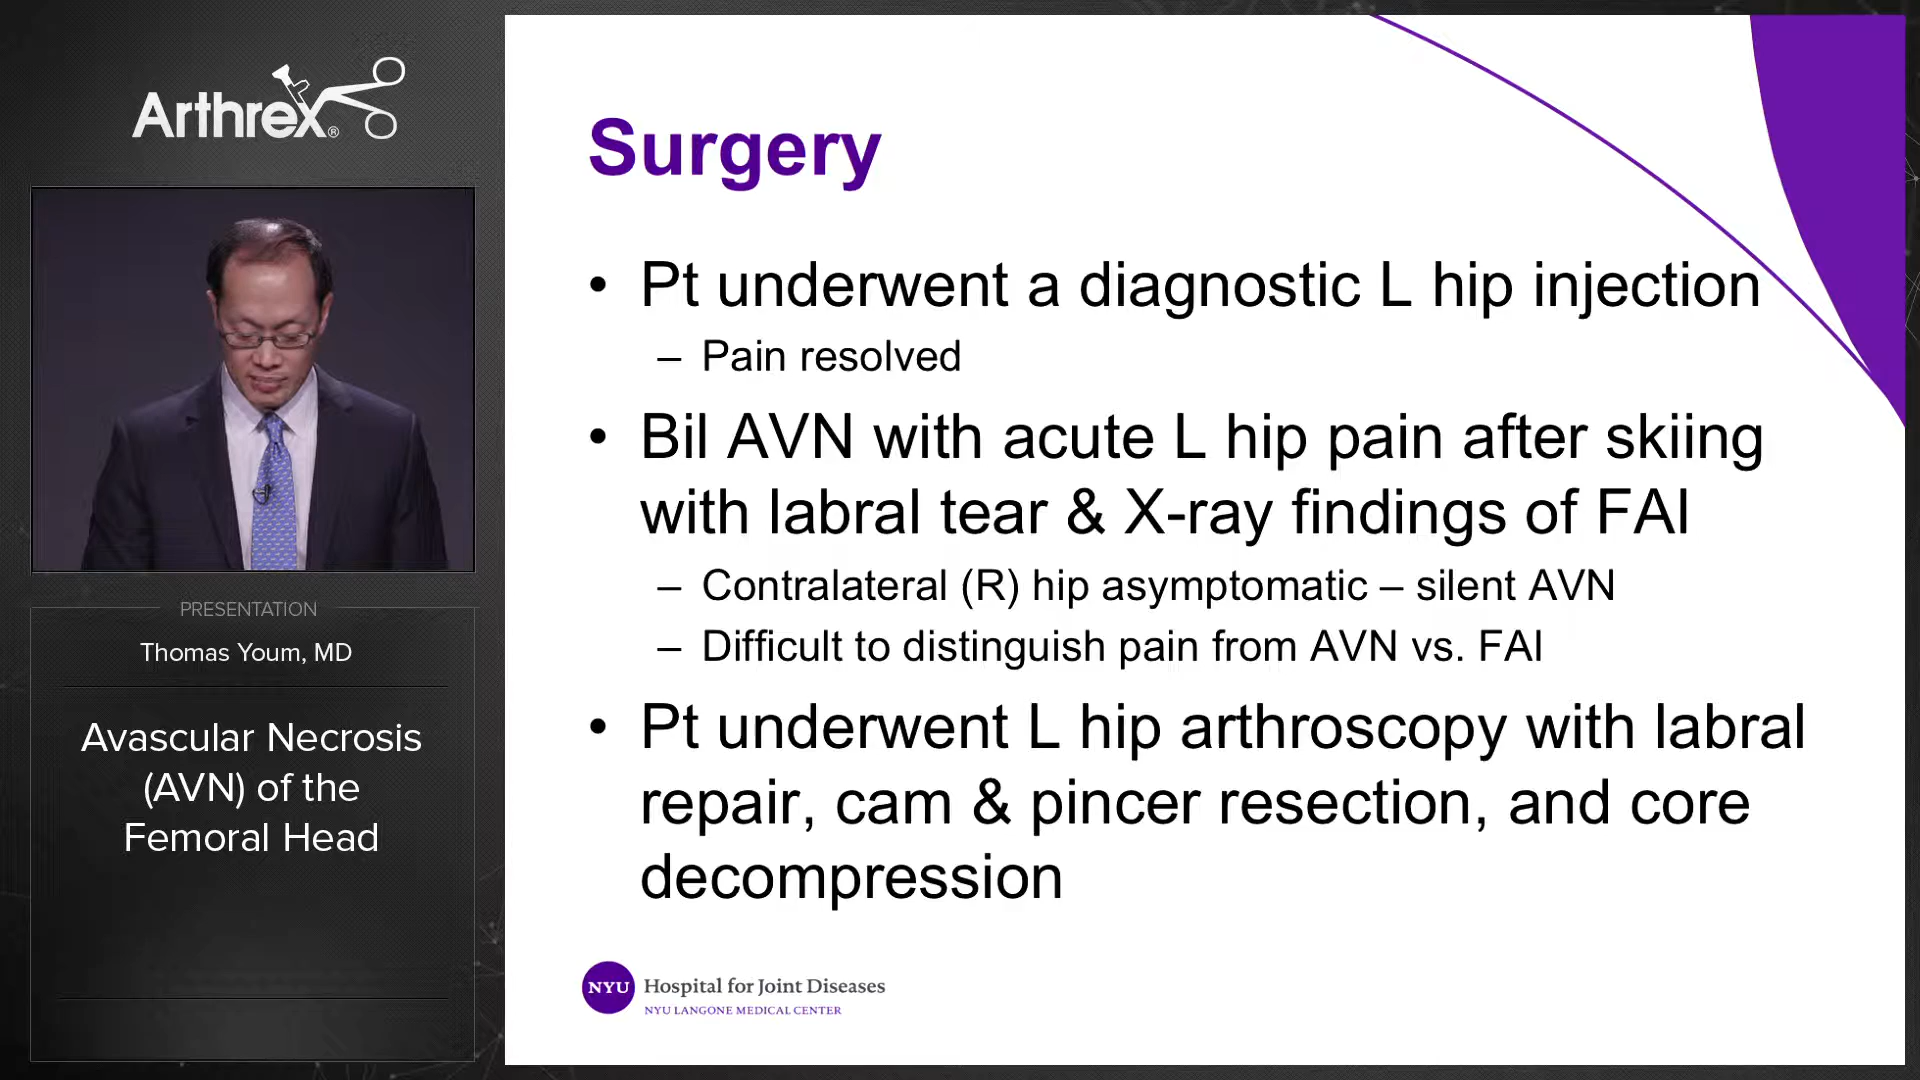 Arthrex®
PRESENTATION
Thomas Youm, MD
Avascular Necrosis
(AVN) of the
Femoral Head
Surgery
• Pt underwent a diagnostic L hip injection
– Pain resolved
• Bil AVN with acute L hip pain after skiing
with labral tear & X-ray findings of FAI
– Contralateral (R) hip asymptomatic – silent AVN
– Difficult to distinguish pain from AVN vs. FAI
• Pt underwent L hip arthroscopy with labral
repair, cam & pincer resection, and core
decompression
NYU Hospital for Joint Diseases
NYU LANGONE MEDICAL CENTER